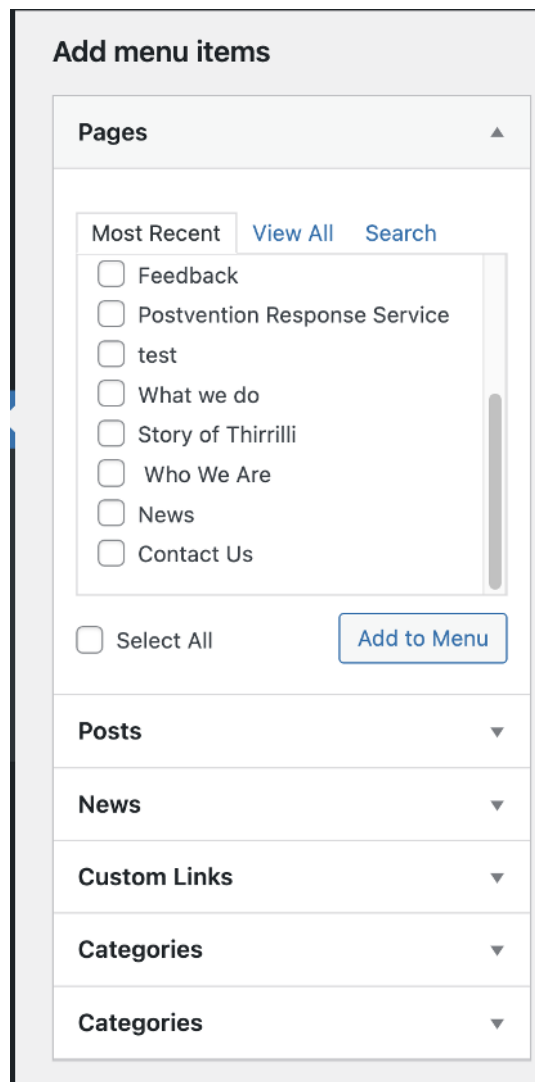 Add menu items
Pages
Most Recent View All Search
Feedback
Postvention Response Service
test
What we do
Story of Thirrilli
Who We Are
News
Contact Us
Select All Add to Menu
Posts
News
Custom Links
Categories
Categories